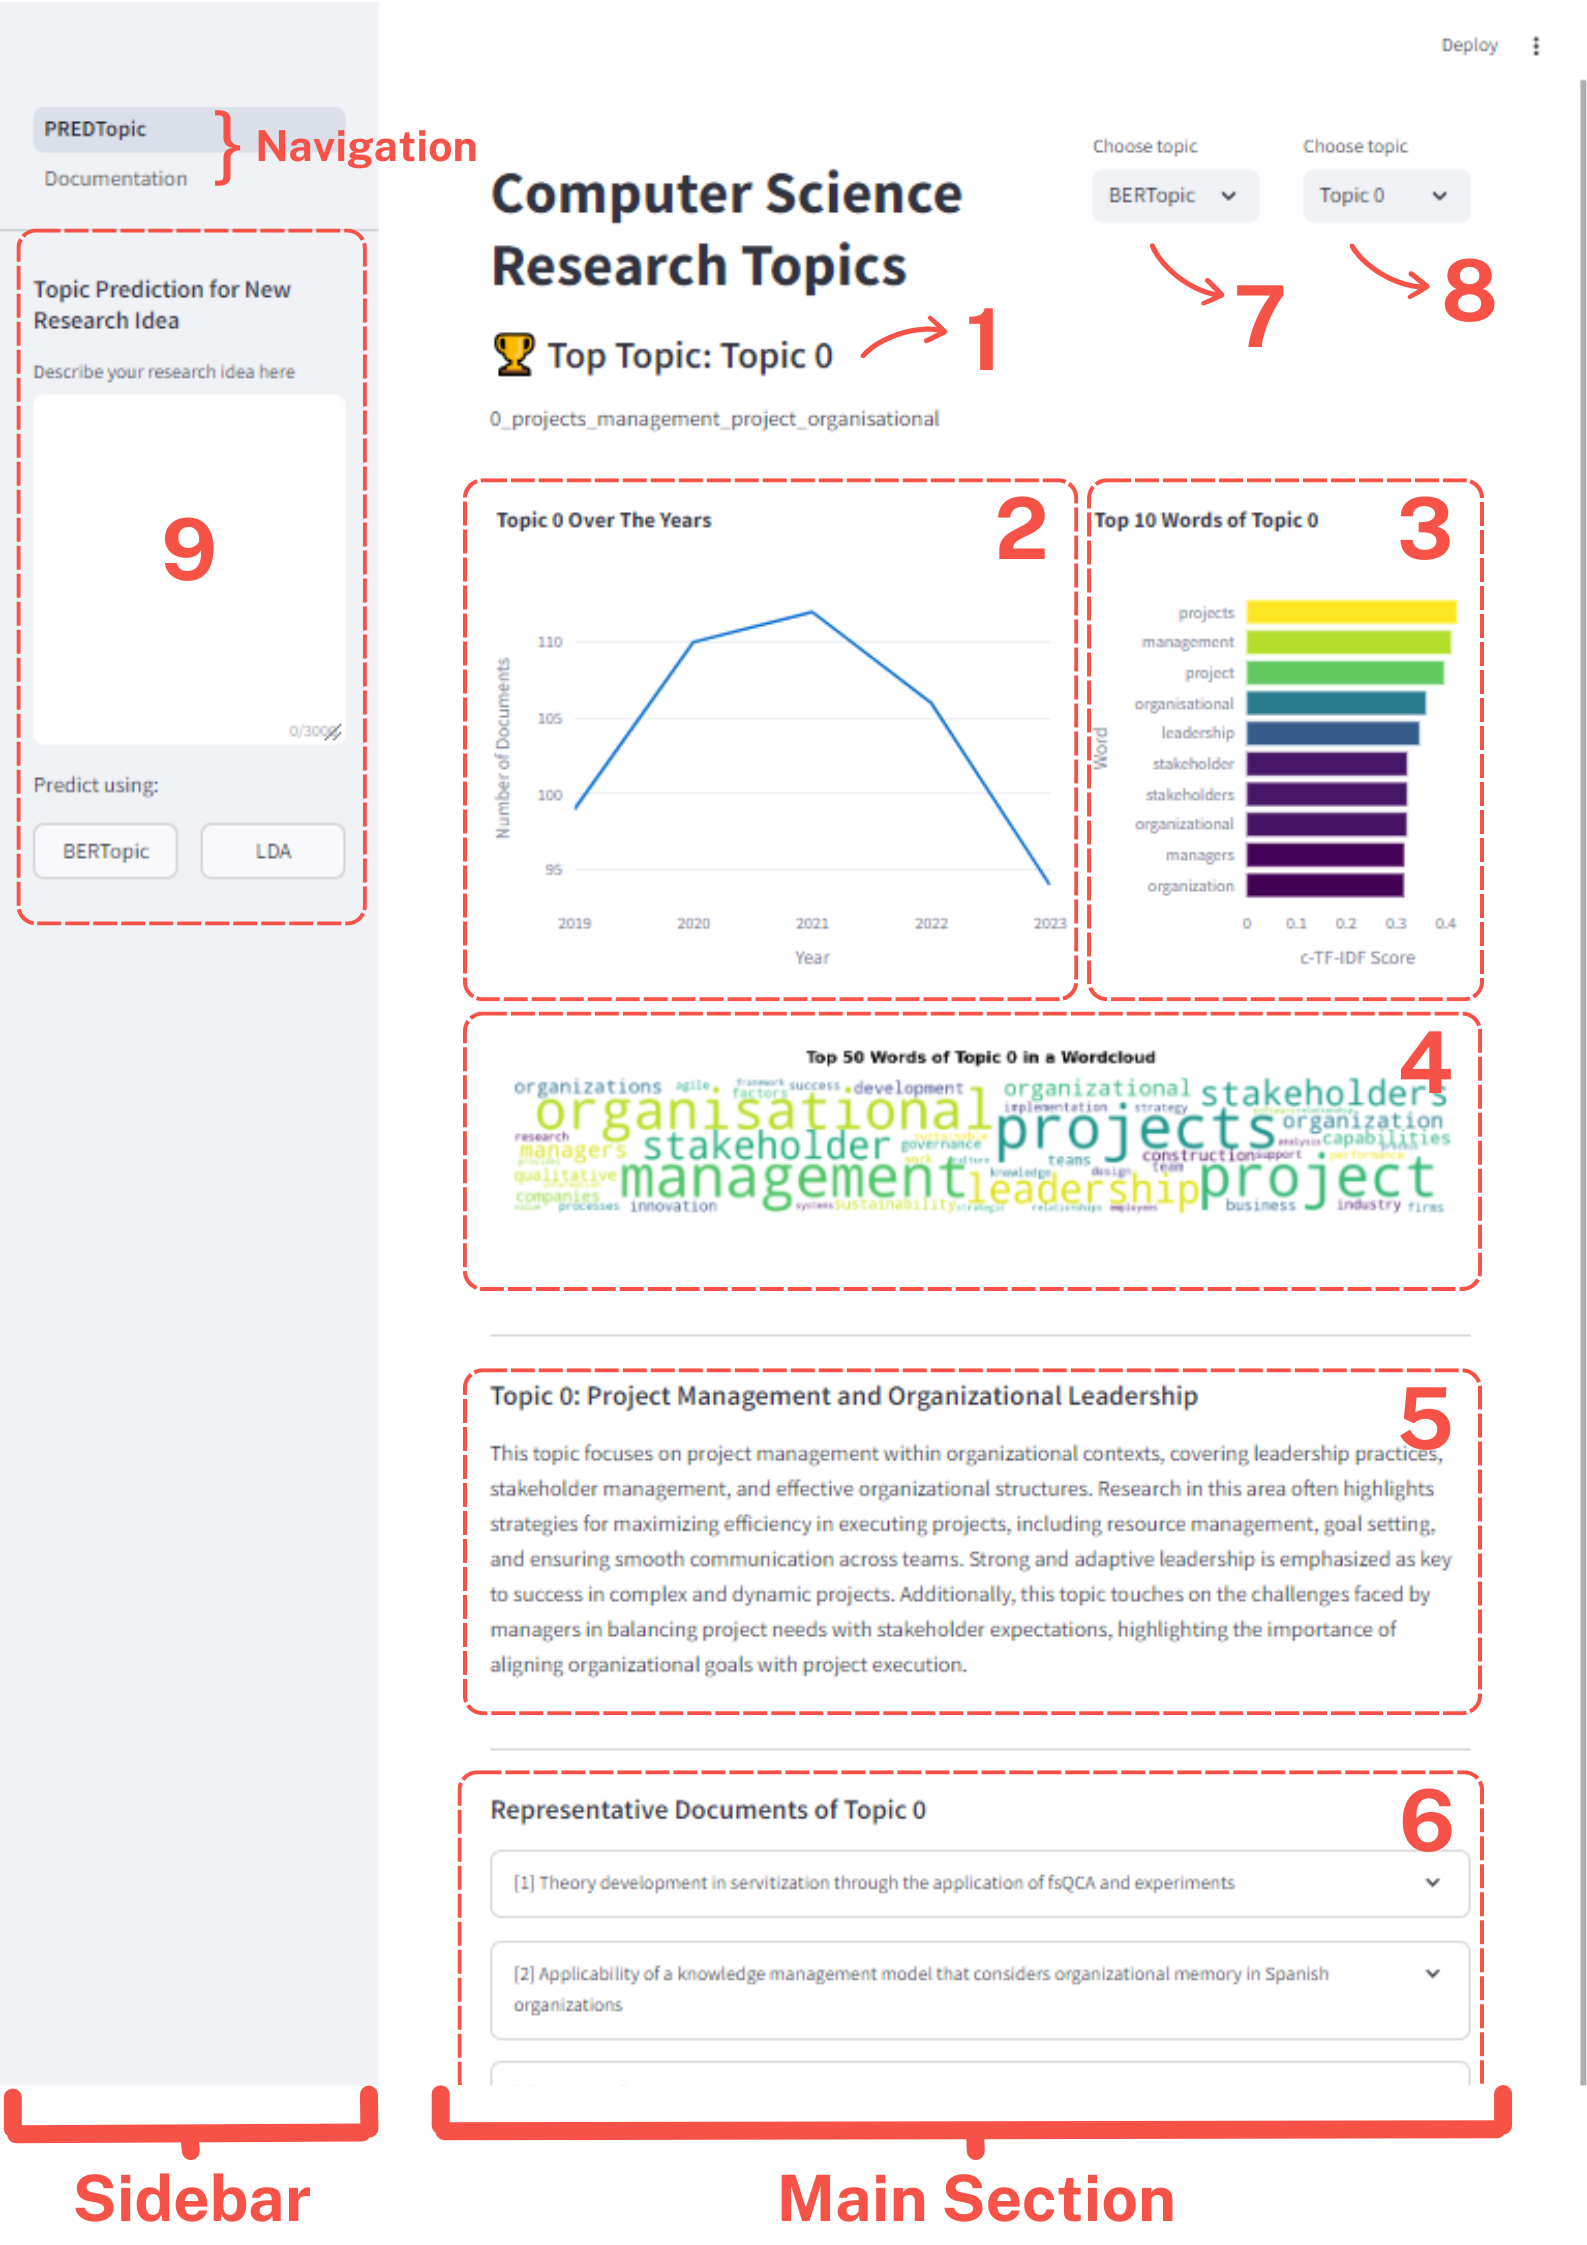 Deploy
PREDTopic
Documentation
Navigation
Topic Prediction for New
Research Idea
Describe your research idea here
9
Predict using:
BERTopic
LDA
Computer Science
Research Topics
Choose topic
BERTopic
7
Choose topic
Topic 0
8
Top Topic: Topic 0
1
0_projects_management_project_organisational
Topic 0 Over The Years
2
Number of Documents
110
105
100
95
2019 2020 2021 2022 2023
Year
Top 10 Words of Topic 0
3
Word
projects
management
project
organisational
leadership
stakeholder
stakeholders
organizational
managers
organization
0 0.1 0.2 0.3 0.4
c-TF-IDF Score
4
Top 50 Words of Topic 0 in a Wordcloud
organizations agile framework success development organizational stakeholders
factors
organisational implementation strategy
projects organization
research stakeholder governance sustainable analysis capabilities
managers
work teams construction support performance
qualitative management knowledge design team project
information
leadership
companies
processes innovation systems sustainability strategic relationships employees business industry firms
5
Topic 0: Project Management and Organizational Leadership
This topic focuses on project management within organizational contexts, covering leadership practices,
stakeholder management, and effective organizational structures. Research in this area often highlights
strategies for maximizing efficiency in executing projects, including resource management, goal setting,
and ensuring smooth communication across teams. Strong and adaptive leadership is emphasized as key
to success in complex and dynamic projects. Additionally, this topic touches on the challenges faced by
managers in balancing project needs with stakeholder expectations, highlighting the importance of
aligning organizational goals with project execution.
6
Representative Documents of Topic 0
[1] Theory development in servitization through the application of fsQCA and experiments
[2] Applicability of a knowledge management model that considers organizational memory in Spanish
organizations
Sidebar
Main Section